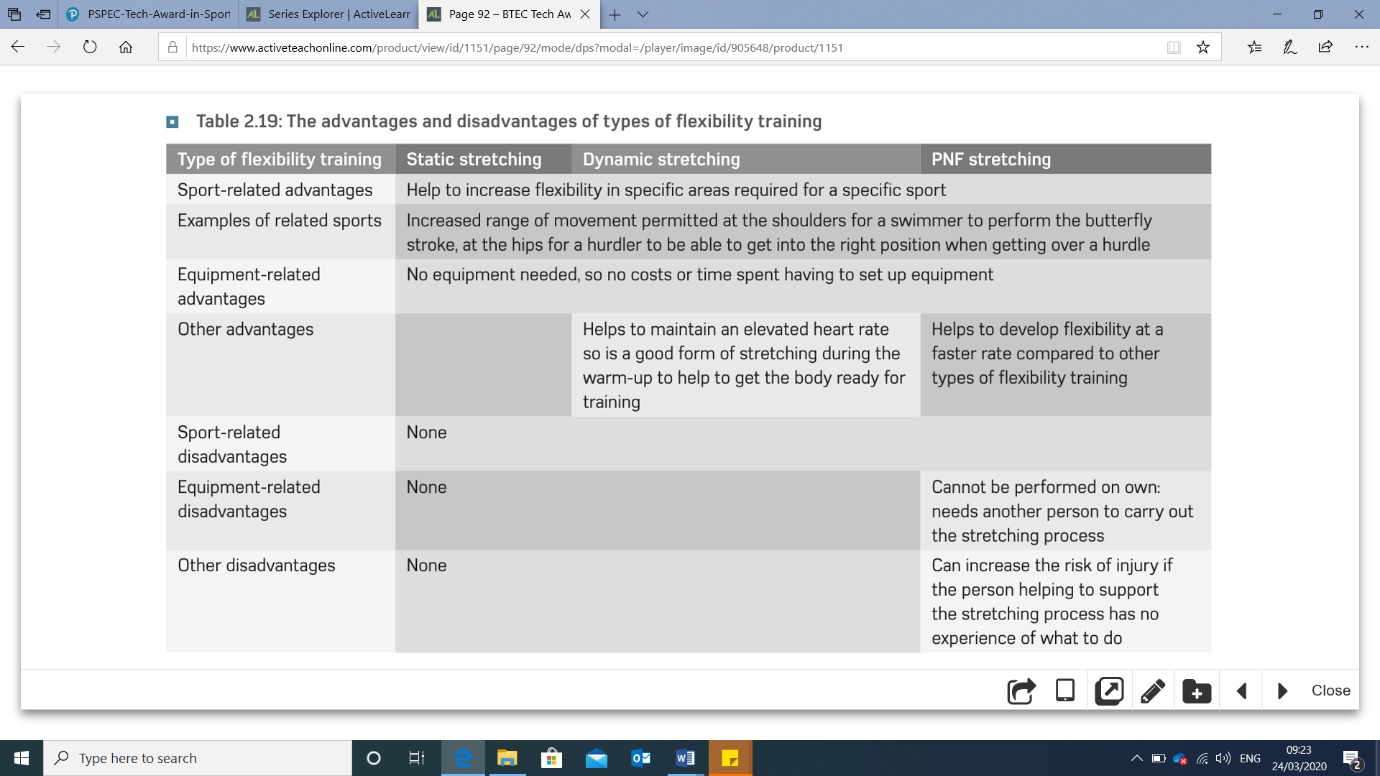 PSPEC-Tech-Award-in-Sport
Series Explorer | ActiveLearn
Page 92 – BTEC Tech Aw
https://www.activeteachonline.com/product/view/id/1151/page/92/mode/dps?modal=/player/image/id/905648/product/1151
Table 2.19: The advantages and disadvantages of types of flexibility training
Type of flexibility training Static stretching Dynamic stretching PNF stretching
Sport-related advantages Help to increase flexibility in specific areas required for a specific sport
Examples of related sports Increased range of movement permitted at the shoulders for a swimmer to perform the butterfly
stroke, at the hips for a hurdler to be able to get into the right position when getting over a hurdle
Equipment-related No equipment needed, so no costs or time spent having to set up equipment
advantages
Other advantages Helps to maintain an elevated heart rate Helps to develop flexibility at a
so is a good form of stretching during the faster rate compared to other
warm-up to help to get the body ready for types of flexibility training
training
Sport-related None
disadvantages
Equipment-related None Cannot be performed on own:
disadvantages needs another person to carry out
the stretching process
Other disadvantages None Can increase the risk of injury if
the person helping to support
the stretching process has no
experience of what to do
Close
Type here to search
ENG
09:23
24/03/2020
2